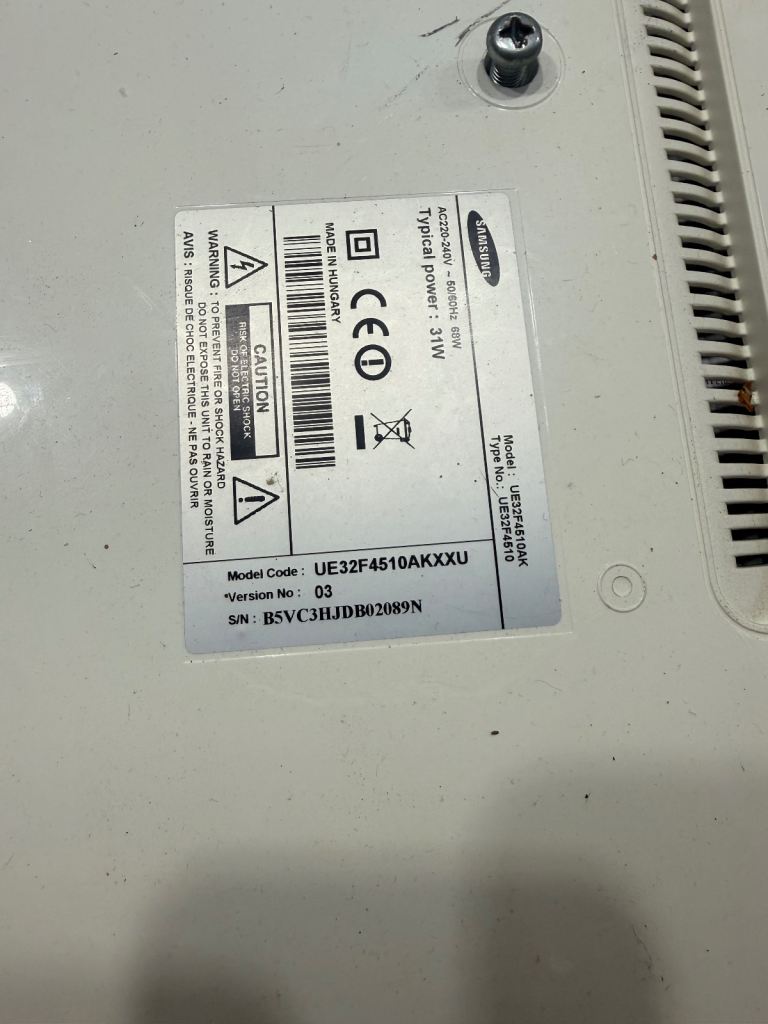 SAMSUNG
Model : UE32F4510AK
Type No.: UE32F4510
AC220-240V ~ 50/60Hz 68W
Typical power : 31W
CE
MADE IN HUNGARY
CAUTION
RISK OF ELECTRIC SHOCK
DO NOT OPEN
WARNING : TO PREVENT FIRE OR SHOCK HAZARD
DO NOT EXPOSE THIS UNIT TO RAIN OR MOISTURE
AVIS : RISQUE DE CHOC ELECTRIQUE - NE PAS OUVRIR
Model Code : UE32F4510AKXXU
*Version No : 03
S/N : B5VC3HJDB02089N